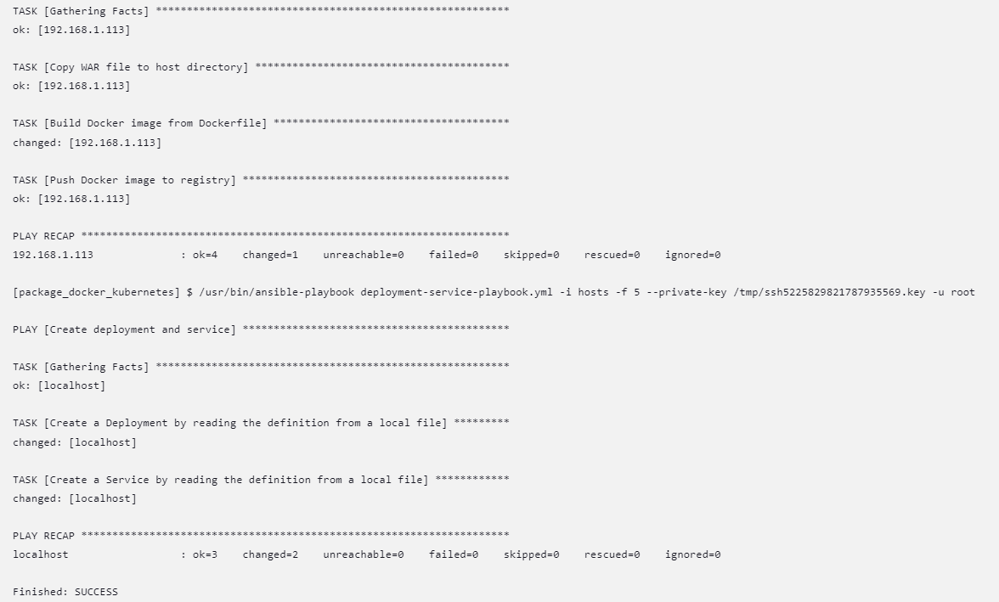 TASK [Gathering Facts] *********************************************************
ok: [192.168.1.113]
TASK [Copy WAR file to host directory] *****************************************
ok: [192.168.1.113]
TASK [Build Docker image from Dockerfile] **************************************
changed: [192.168.1.113]
TASK [Push Docker image to registry] *******************************************
ok: [192.168.1.113]
PLAY RECAP *********************************************************************
192.168.1.113              : ok=4    changed=1    unreachable=0    failed=0    skipped=0    rescued=0    ignored=0
[package_docker_kubernetes] $ /usr/bin/ansible-playbook deployment-service-playbook.yml -i hosts -f 5 --private-key /tmp/ssh5225829821787935569.key -u root
PLAY [Create deployment and service] *******************************************
TASK [Gathering Facts] *********************************************************
ok: [localhost]
TASK [Create a Deployment by reading the definition from a local file] *********
changed: [localhost]
TASK [Create a Service by reading the definition from a local file] ************
changed: [localhost]
PLAY RECAP *********************************************************************
localhost                  : ok=3    changed=2    unreachable=0    failed=0    skipped=0    rescued=0    ignored=0
Finished: SUCCESS